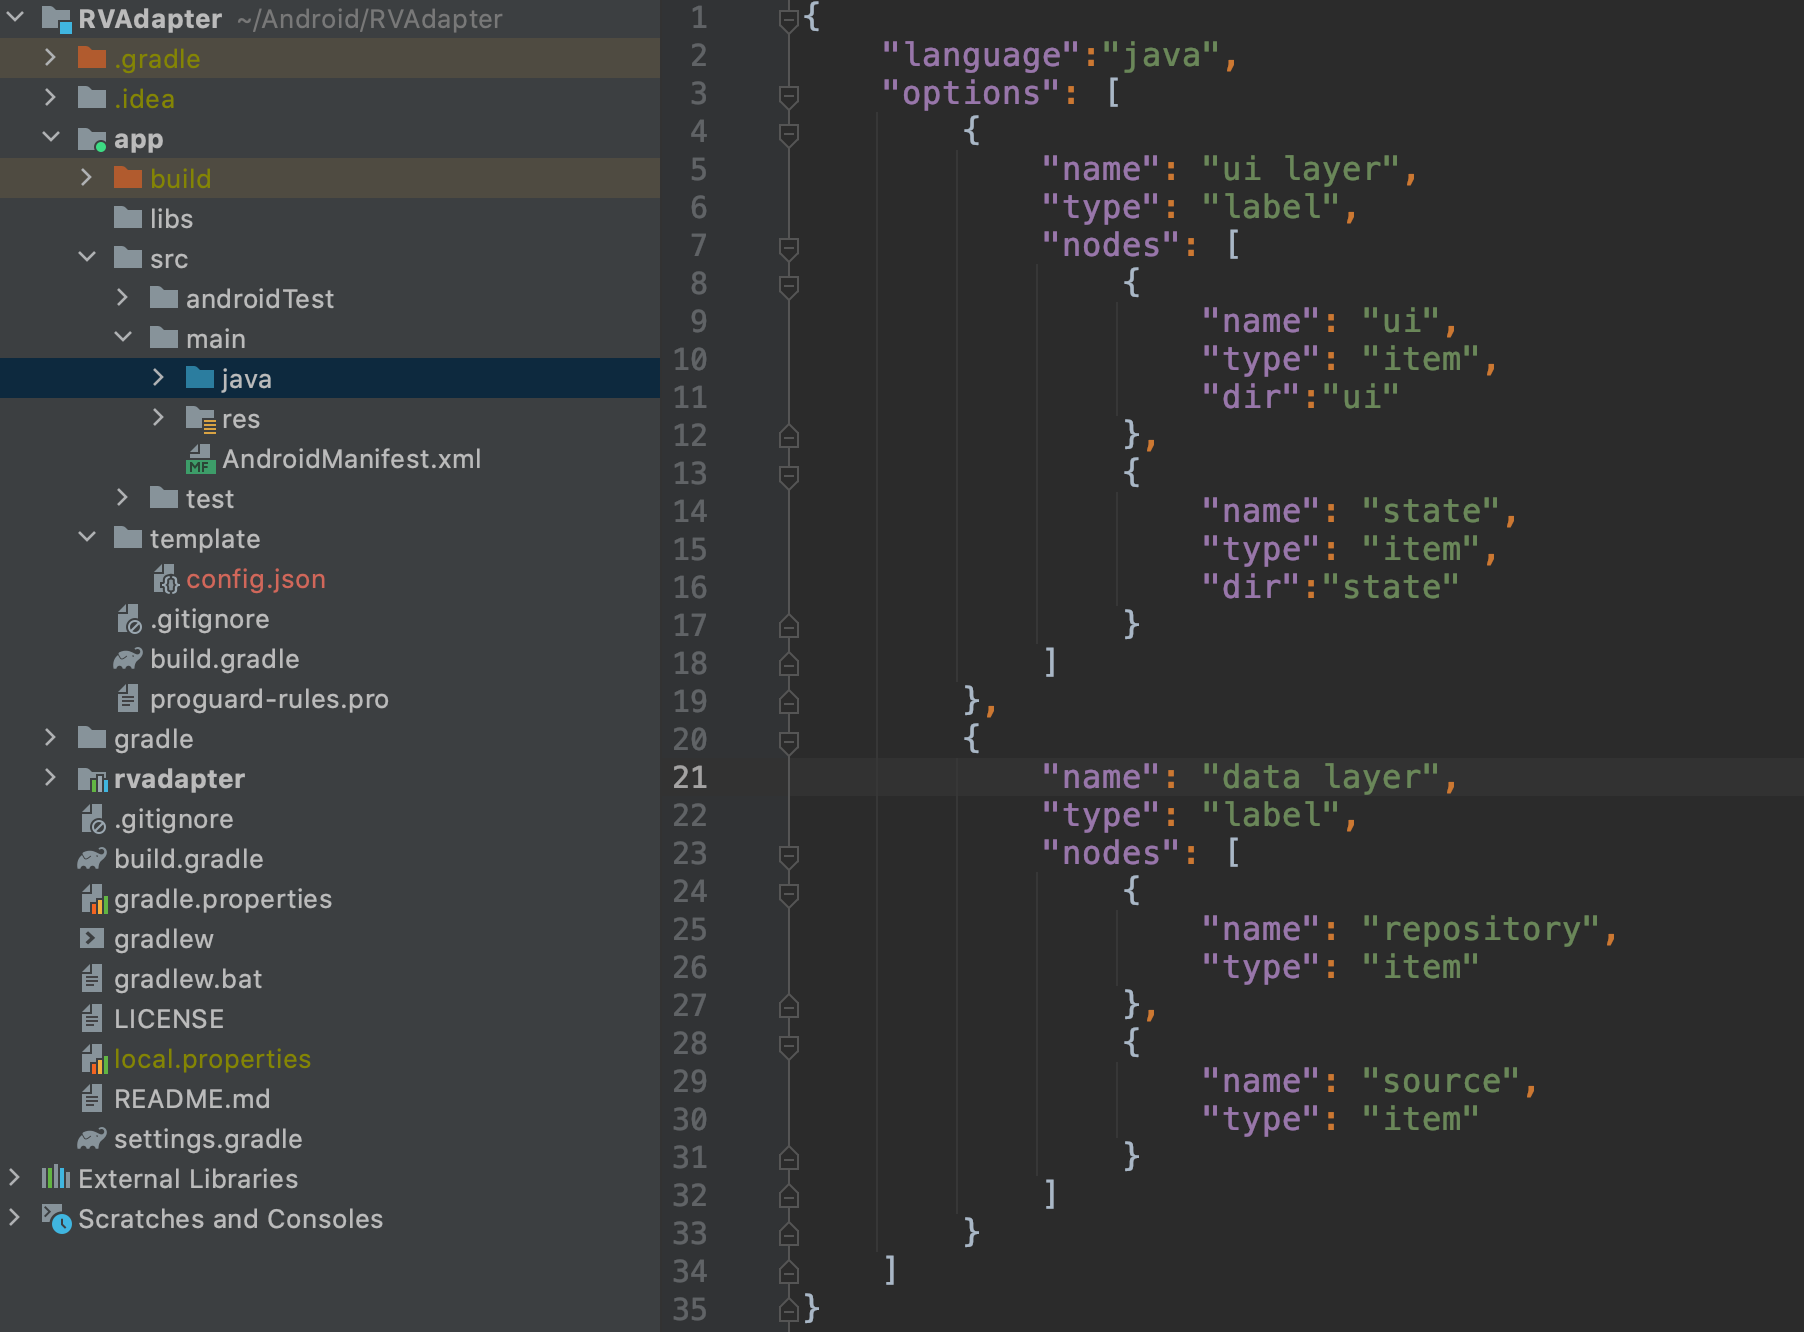 RVAdapter ~/Android/RVAdapter
.gradle
.idea
app
build
libs
src
androidTest
main
java
res
MF AndroidManifest.xml
test
template
config.json
.gitignore
build.gradle
proguard-rules.pro
gradle
rvadapter
.gitignore
build.gradle
gradle.properties
gradlew
gradlew.bat
LICENSE
local.properties
README.md
settings.gradle
External Libraries
Scratches and Consoles
1 {
2 "language":"java",
3 "options": [
4 {
5 "name": "ui layer",
6 "type": "label",
7 "nodes": [
8 {
9 "name": "ui",
10 "type": "item",
11 "dir":"ui"
12 },
13 {
14 "name": "state",
15 "type": "item",
16 "dir":"state"
17 }
18 ]
19 },
20 {
21 "name": "data layer",
22 "type": "label",
23 "nodes": [
24 {
25 "name": "repository",
26 "type": "item"
27 },
28 {
29 "name": "source",
30 "type": "item"
31 }
32 ]
33 }
34 ]
35 }